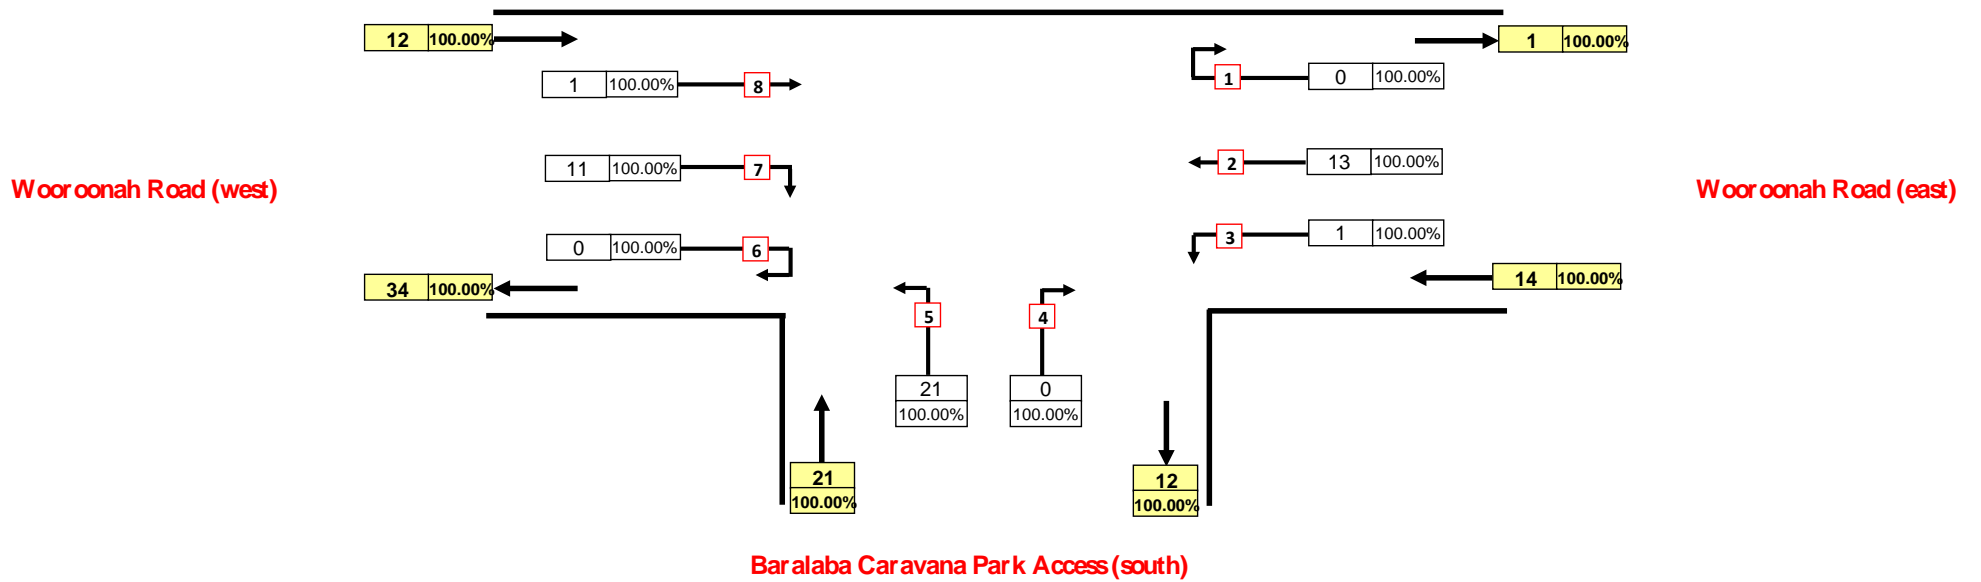 12 100.00%
1 100.00%
1 100.00% 8
1 0 100.00%
11 100.00% 7
2 13 100.00%
Wooroonah Road (west)
Wooroonah Road (east)
0 100.00% 6
3 1 100.00%
34 100.00%
14 100.00%
5
4
21
100.00%
0
100.00%
21
100.00%
12
100.00%
Baralaba Caravana Park Access (south)